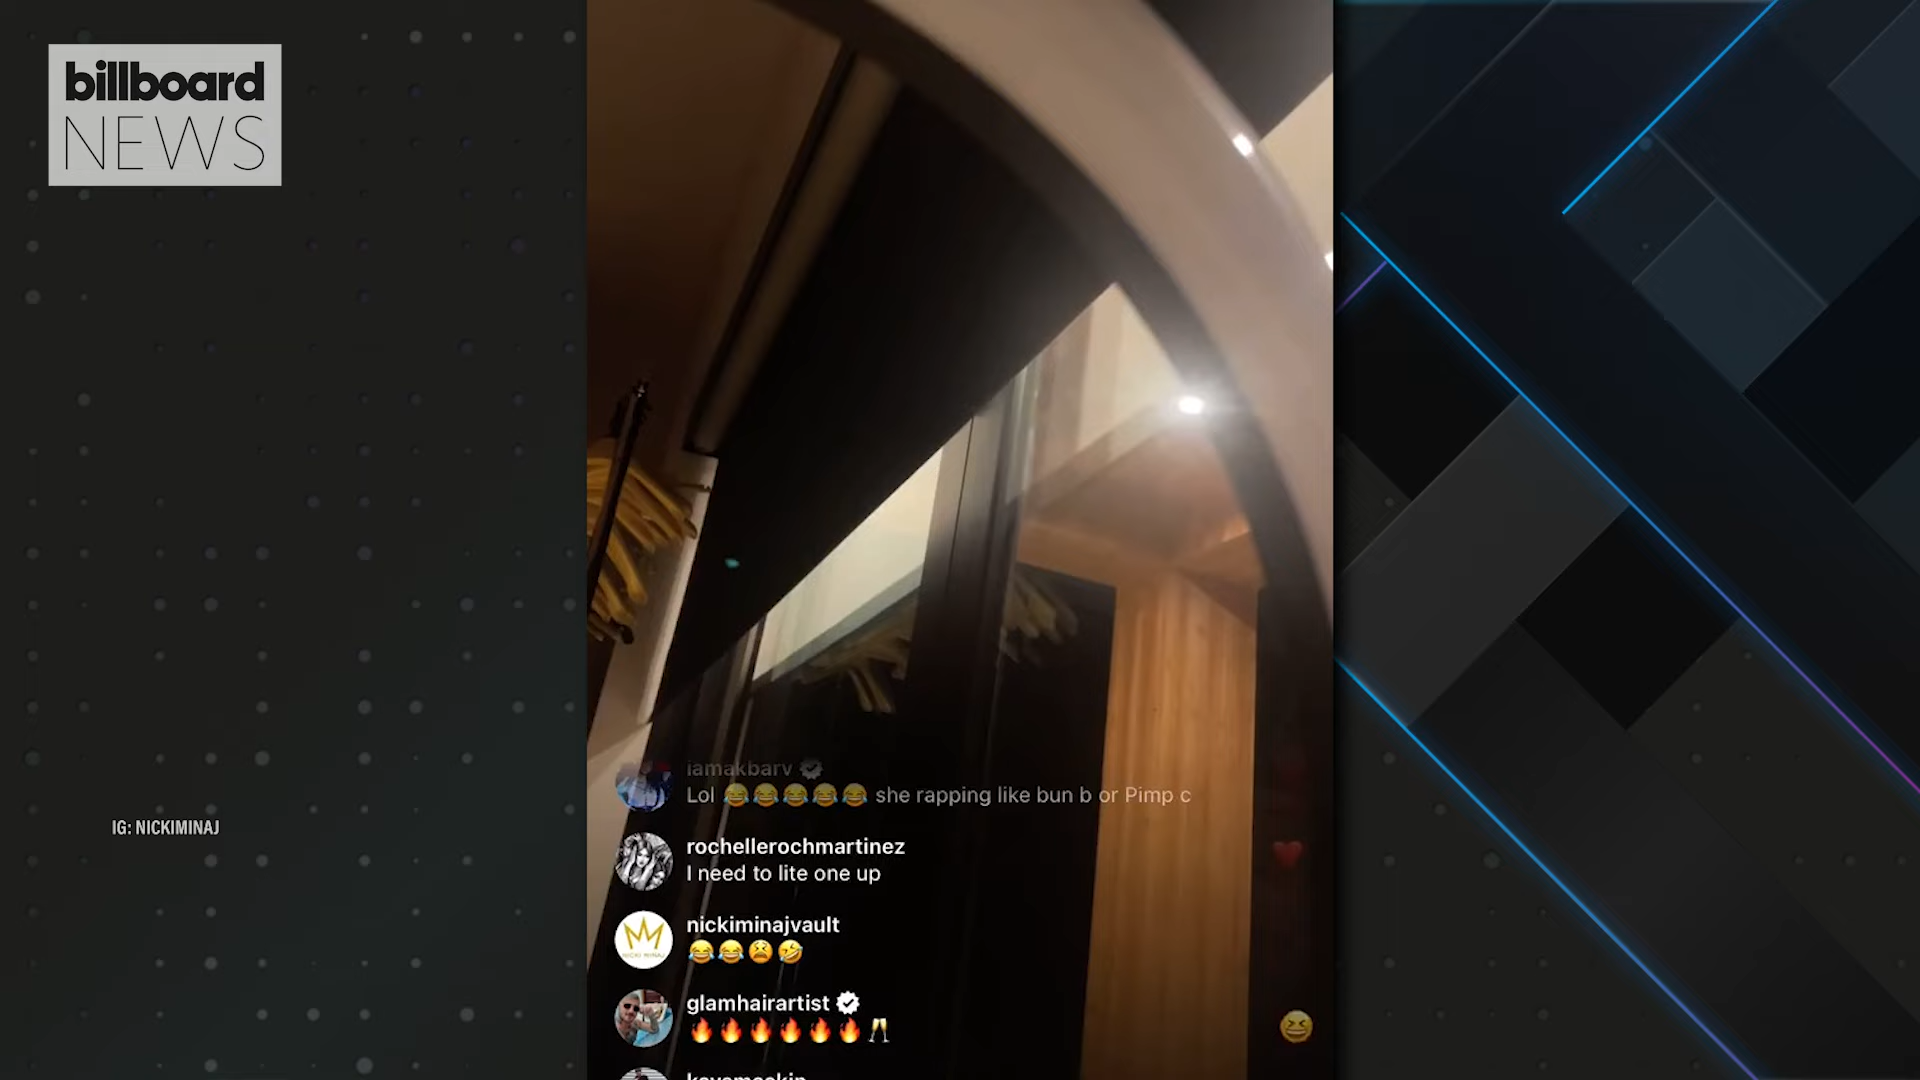 billboard
NEWS
iamakbarv
Lol 😂😂😂😂😂 she rapping like bun b or Pimp c
rochellerochmartinez
I need to lite one up
IG: NICKIMINAJ
nickiminajvault
😂😂😫🤣
glamhairartist
🔥🔥🔥🔥🔥🔥🥂